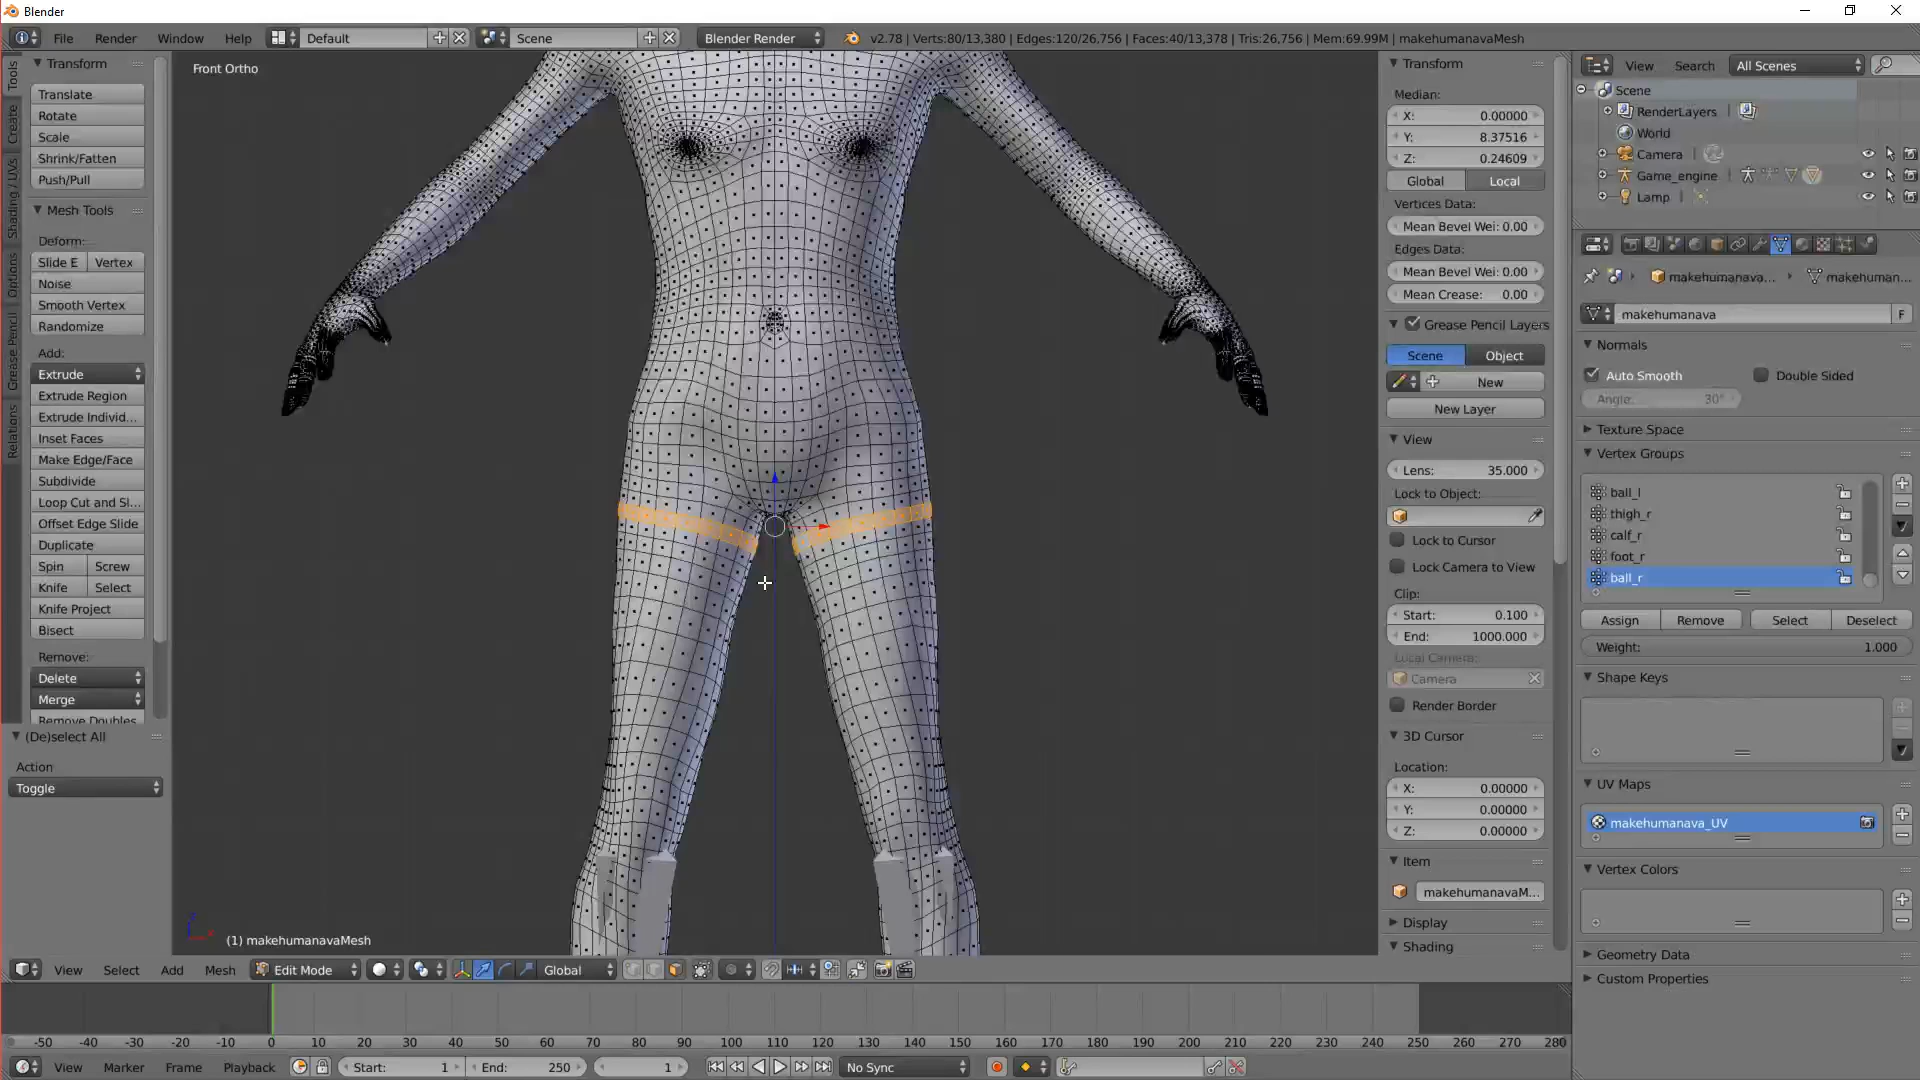 Blender
File Render Window Help Default Scene Blender Render v2.78 | Verts:80/13,380 | Edges:120/26,756 | Faces:40/13,378 | Tris:26,756 | Mem:69.99M | makehumanavaMesh
Tools
Create
Shading / UVs
Options
Grease Pencil
Relations
Transform
Translate
Rotate
Scale
Shrink/Fatten
Push/Pull
Mesh Tools
Deform:
Slide E Vertex
Noise
Smooth Vertex
Randomize
Add:
Extrude
Extrude Region
Extrude Individ...
Inset Faces
Make Edge/Face
Subdivide
Loop Cut and Sl...
Offset Edge Slide
Duplicate
Spin Screw
Knife Select
Knife Project
Bisect
Remove:
Delete
Merge
Remove Doubles
(De)select All
Action
Toggle
Front Ortho
(1) makehumanavaMesh
Transform
Median:
X: 0.00000
Y: 8.37516
Z: 0.24609
Global Local
Vertices Data:
Mean Bevel Wei: 0.00
Edges Data:
Mean Bevel Wei: 0.00
Mean Crease: 0.00
Grease Pencil Layers
Scene Object
New
New Layer
View
Lens: 35.000
Lock to Object:
Lock to Cursor
Lock Camera to View
Clip:
Start: 0.100
End: 1000.000
Local Camera:
Camera
Render Border
3D Cursor
Location:
X: 0.00000
Y: 0.00000
Z: 0.00000
Item
makehumanavaM...
Display
Shading
View Search All Scenes
Scene
RenderLayers
World
Camera
Game_engine
Lamp
makehumanava... makehuman...
makehumanava F
Normals
Auto Smooth Double Sided
Angle: 30°
Texture Space
Vertex Groups
ball_l
thigh_r
calf_r
foot_r
ball_r
Assign Remove Select Deselect
Weight: 1.000
Shape Keys
UV Maps
makehumanava_UV
Vertex Colors
Geometry Data
Custom Properties
View Select Add Mesh Edit Mode Global
-50 -40 -30 -20 -10 0 10 20 30 40 50 60 70 80 90 100 110 120 130 140 150 160 170 180 190 200 210 220 230 240 250 260 270 280
View Marker Frame Playback Start: 1 End: 250 1 No Sync